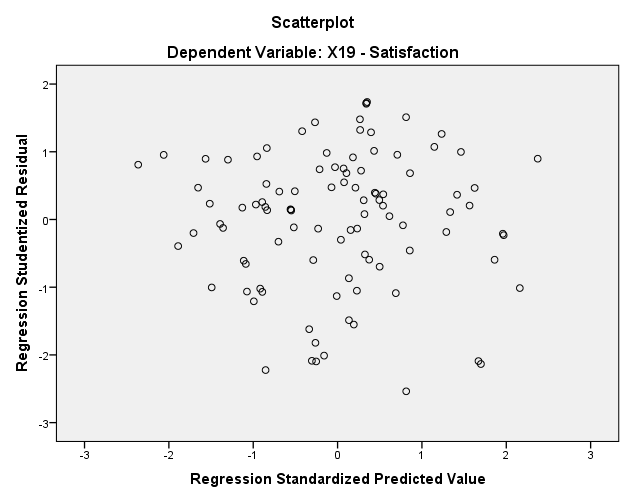 Scatterplot
Dependent Variable: X19 - Satisfaction
Regression Studentized Residual
2
1
0
-1
-2
-3
-3 -2 -1 0 1 2 3
Regression Standardized Predicted Value